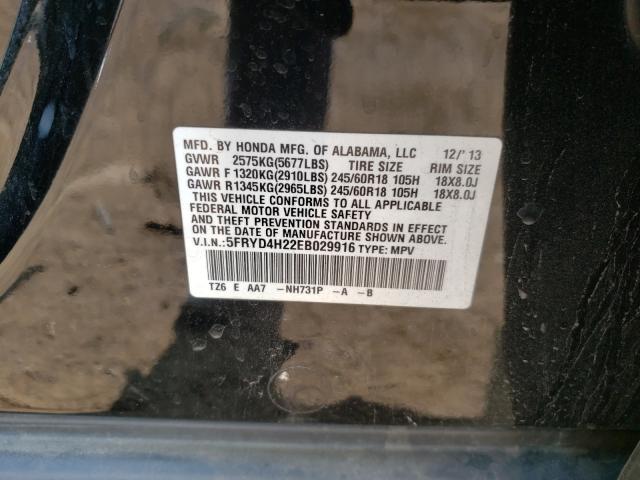 MFD. BY HONDA MFG. OF ALABAMA, LLC 12/'13
GVWR 2575KG(5677LBS) TIRE SIZE RIM SIZE
GAWR F 1320KG(2910LBS) 245/60R18 105H 18X8.0J
GAWR R1345KG(2965LBS) 245/60R18 105H 18X8.0J
THIS VEHICLE CONFORMS TO ALL APPLICABLE
FEDERAL MOTOR VEHICLE SAFETY
AND THEFT PREVENTION STANDARDS IN EFFECT
ON THE DATE OF MANUFACTURE SHOWN ABOVE.
V.I.N.:5FRYD4H22EB029916 TYPE: MPV
TZ6 E AA7 -NH731P -A -B